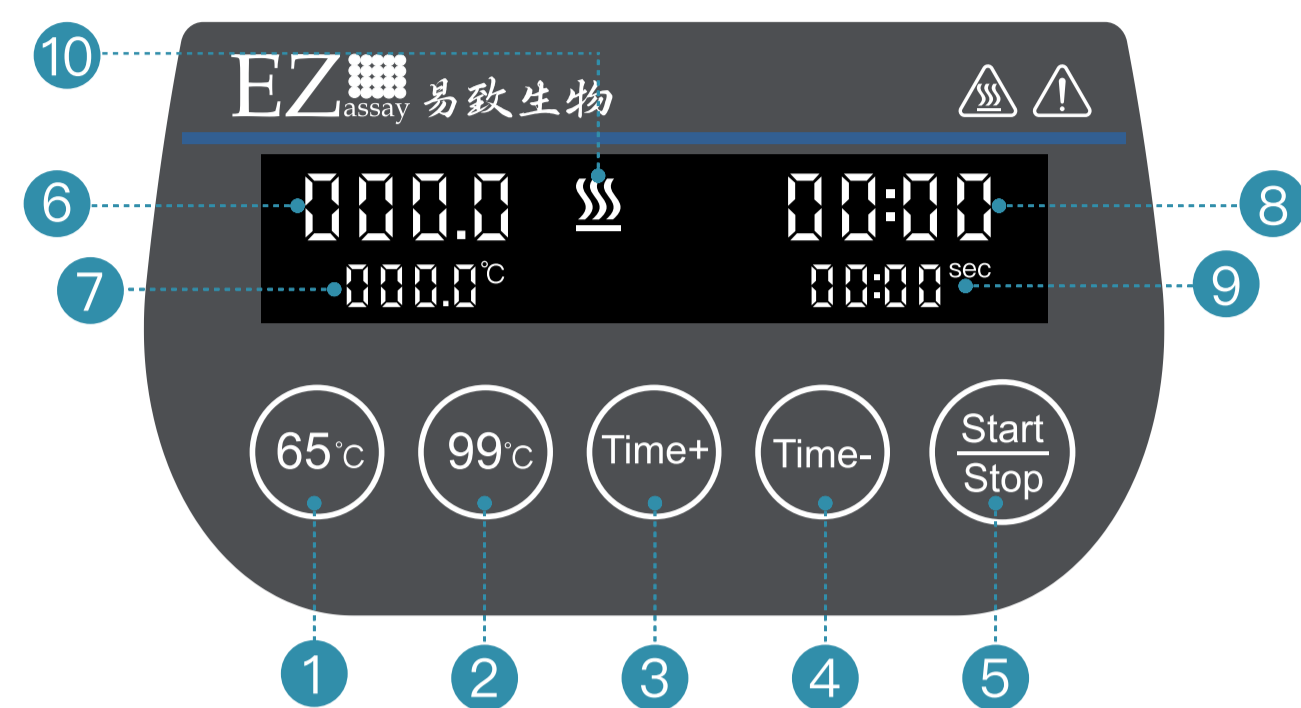 10
EZ assay 易致生物
6 000.0 00:00 8
7 000.0℃ 00:00 sec 9
65℃ 99℃ Time+ Time- Start
Stop
1 2 3 4 5